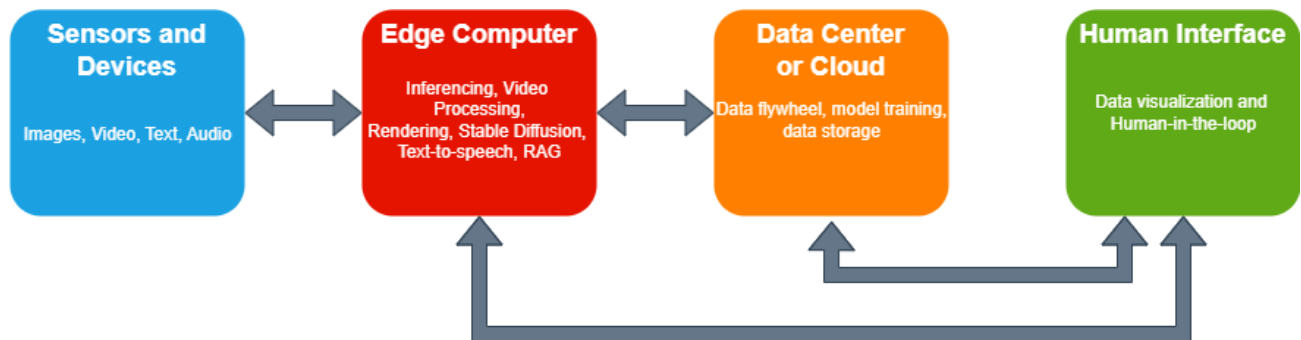 Sensors and
Devices
Images, Video, Text, Audio
Edge Computer
Inferencing, Video
Processing,
Rendering, Stable Diffusion,
Text-to-speech, RAG
Data Center
or Cloud
Data flywheel, model training,
data storage
Human Interface
Data visualization and
Human-in-the-loop